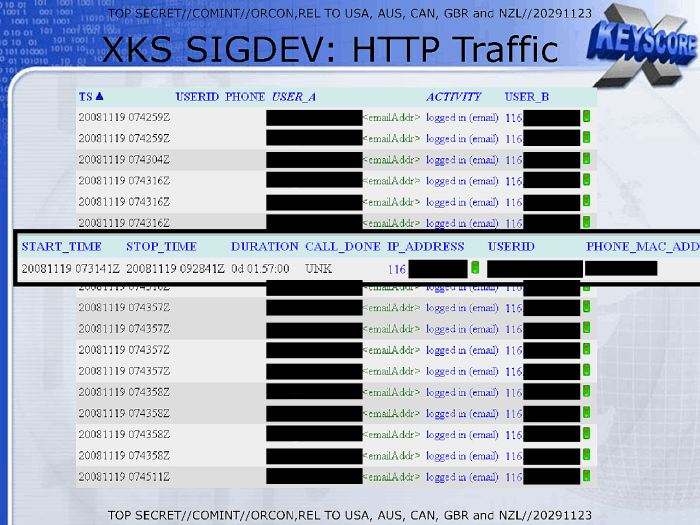 TOP SECRET//COMINT//ORCON,REL TO USA, AUS, CAN, GBR and NZL//20291123
XKS SIGDEV: HTTP Traffic
X KEYSCORE
TS USERID PHONE USER_A ACTIVITY USER_B
20081119 074259Z <emailAddr> logged in (email) 116
20081119 074259Z <emailAddr> logged in (email) 116
20081119 074304Z <emailAddr> logged in (email) 116
20081119 074316Z <emailAddr> logged in (email) 116
20081119 074316Z <emailAddr> logged in (email) 116
20081119 074316Z <emailAddr> logged in (email) 116
START_TIME STOP_TIME DURATION CALL_DONE IP_ADDRESS USERID PHONE_MAC_ADD
20081119 073141Z 20081119 092841Z 0d 01:57:00 UNK 116
<emailAddr> logged in (email) 116
20081119 074357Z <emailAddr> logged in (email) 116
20081119 074357Z <emailAddr> logged in (email) 116
20081119 074357Z <emailAddr> logged in (email) 116
20081119 074357Z <emailAddr> logged in (email) 116
20081119 074358Z <emailAddr> logged in (email) 116
20081119 074358Z <emailAddr> logged in (email) 116
20081119 074358Z <emailAddr> logged in (email) 116
20081119 074358Z <emailAddr> logged in (email) 116
20081119 074511Z <emailAddr> logged in (email) 116
TOP SECRET//COMINT//ORCON,REL TO USA, AUS, CAN, GBR and NZL//20291123